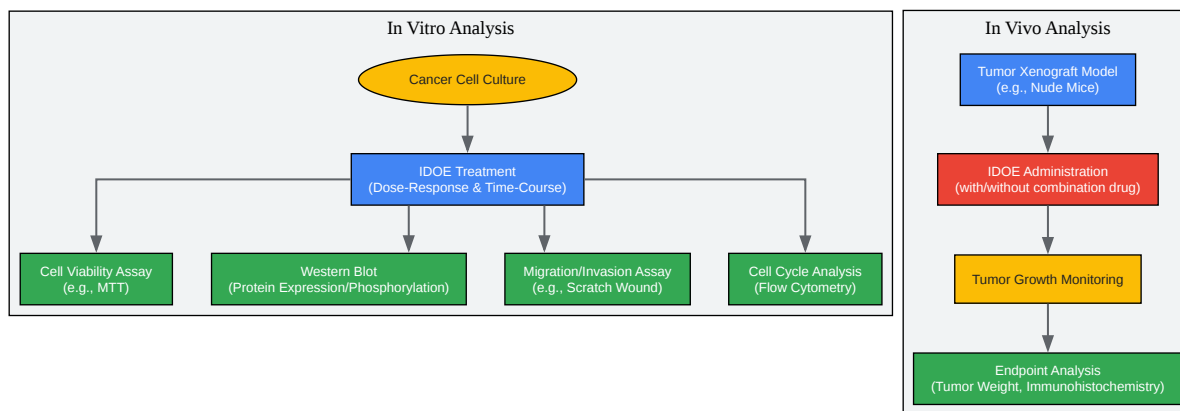 In Vitro Analysis
Cancer Cell Culture
IDOE Treatment
(Dose-Response & Time-Course)
Cell Viability Assay
(e.g., MTT)
Western Blot
(Protein Expression/Phosphorylation)
Migration/Invasion Assay
(e.g., Scratch Wound)
Cell Cycle Analysis
(Flow Cytometry)
In Vivo Analysis
Tumor Xenograft Model
(e.g., Nude Mice)
IDOE Administration
(with/without combination drug)
Tumor Growth Monitoring
Endpoint Analysis
(Tumor Weight, Immunohistochemistry)